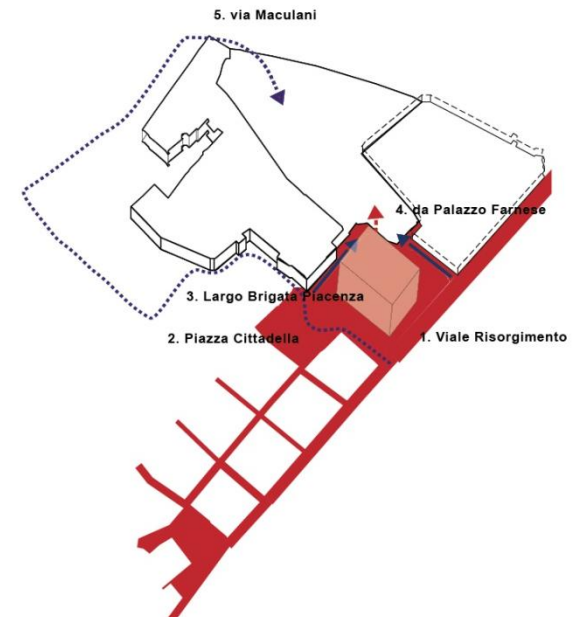 5. via Maculani
4. da Palazzo Farnese
3. Largo Brigata Piacenza
2. Piazza Cittadella
1. Viale Risorgimento